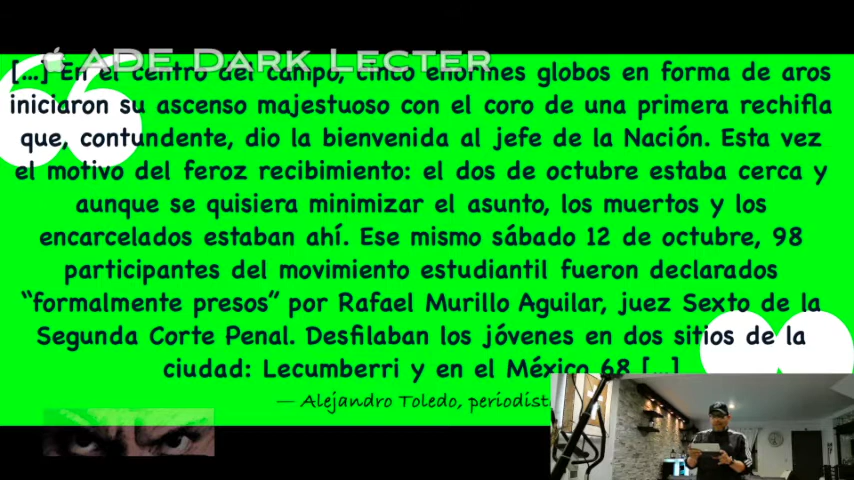 ADE DARK LECTER
[...] En el centro del campo, cinco enormes globos en forma de aros
iniciaron su ascenso majestuoso con el coro de una primera rechifla
que, contundente, dio la bienvenida al jefe de la Nación. Esta vez
el motivo del feroz recibimiento: el dos de octubre estaba cerca y
aunque se quisiera minimizar el asunto, los muertos y los
encarcelados estaban ahí. Ese mismo sábado 12 de octubre, 98
participantes del movimiento estudiantil fueron declarados
“formalmente presos” por Rafael Murillo Aguilar, juez Sexto de la
Segunda Corte Penal. Desfilaban los jóvenes en dos sitios de la
ciudad: Lecumberri y en el México 68 [...]
— Alejandro Toledo, periodist